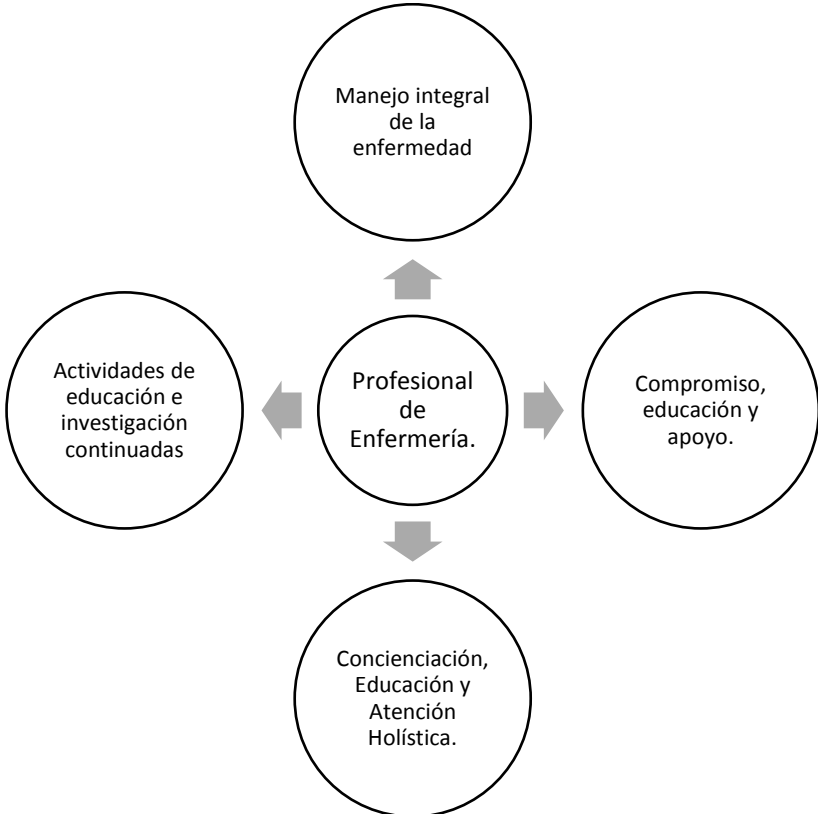 Manejo integral
de la
enfermedad
Actividades de
educación e
investigación
continuadas
Profesional
de
Enfermería.
Compromiso,
educación y
apoyo.
Concienciación,
Educación y
Atención
Holística.